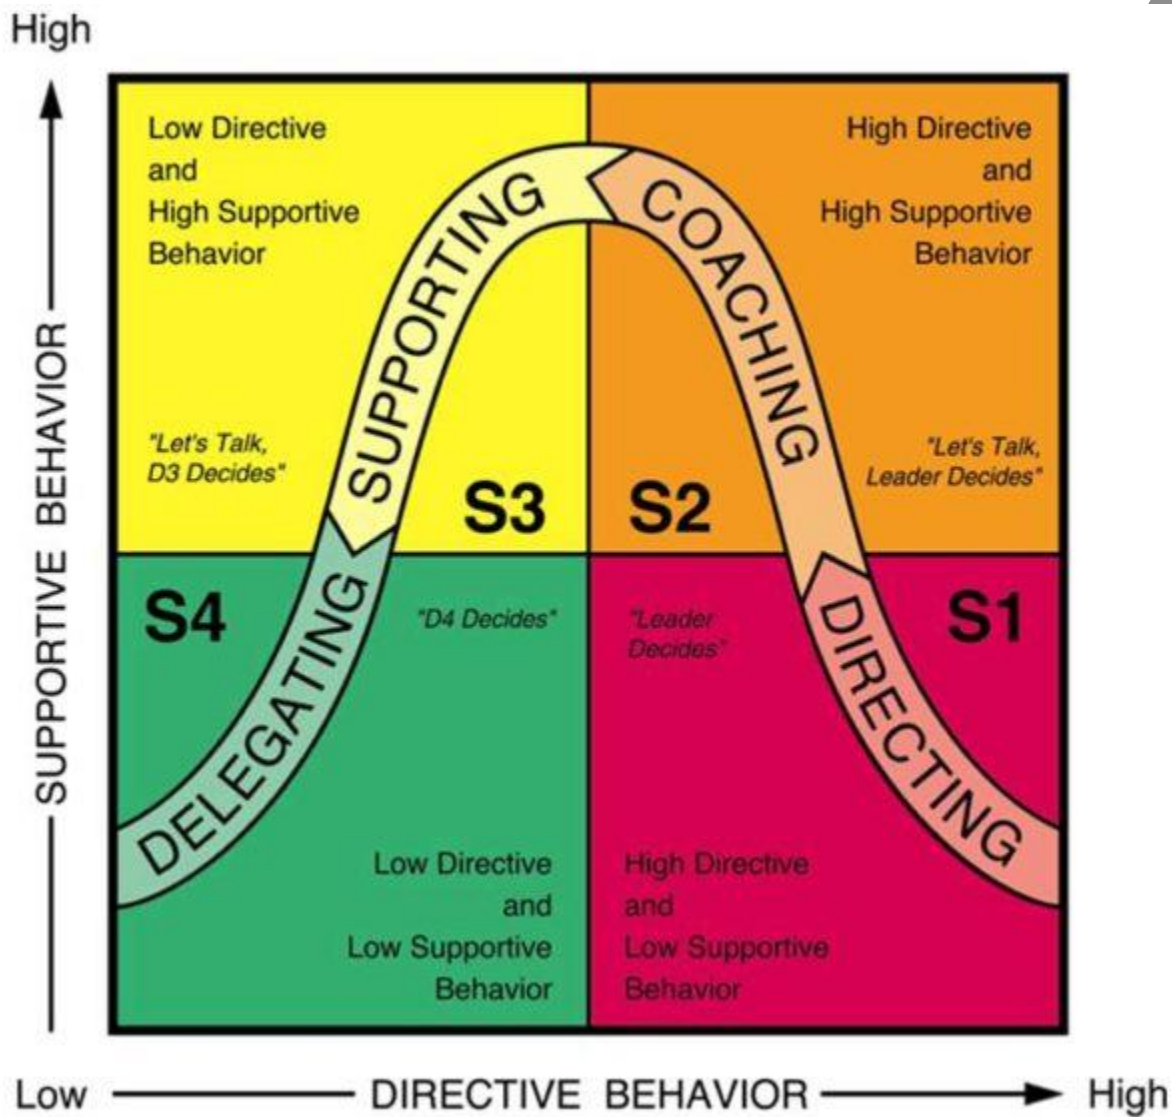 High
Low Directive
and
High Supportive
Behavior
High Directive
and
High Supportive
Behavior
SUPPORTING
COACHING
"Let's Talk,
D3 Decides"
"Let's Talk,
Leader Decides"
S3
S2
SUPPORTIVE BEHAVIOR
S4
"D4 Decides"
"Leader
Decides"
S1
DELEGATING
DIRECTING
Low Directive
and
Low Supportive
Behavior
High Directive
and
Low Supportive
Behavior
Low
DIRECTIVE BEHAVIOR
High